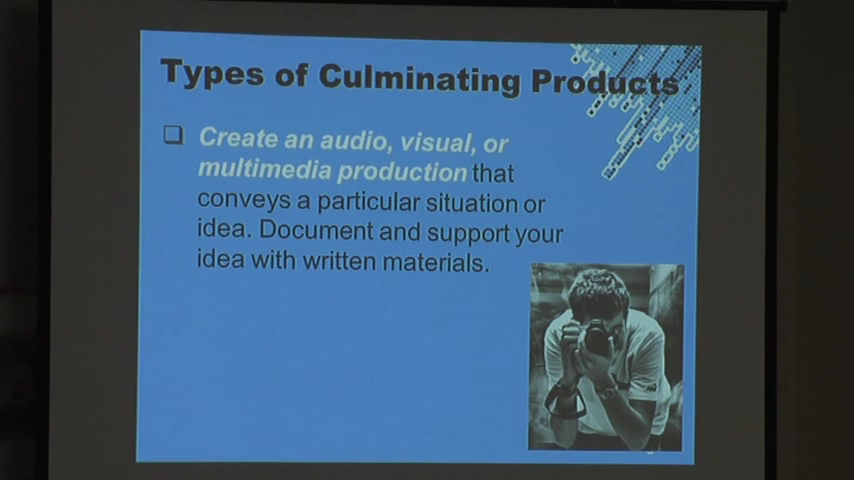 Types of Culminating Products
Create an audio, visual, or
multimedia production that
conveys a particular situation or
idea. Document and support your
idea with written materials.